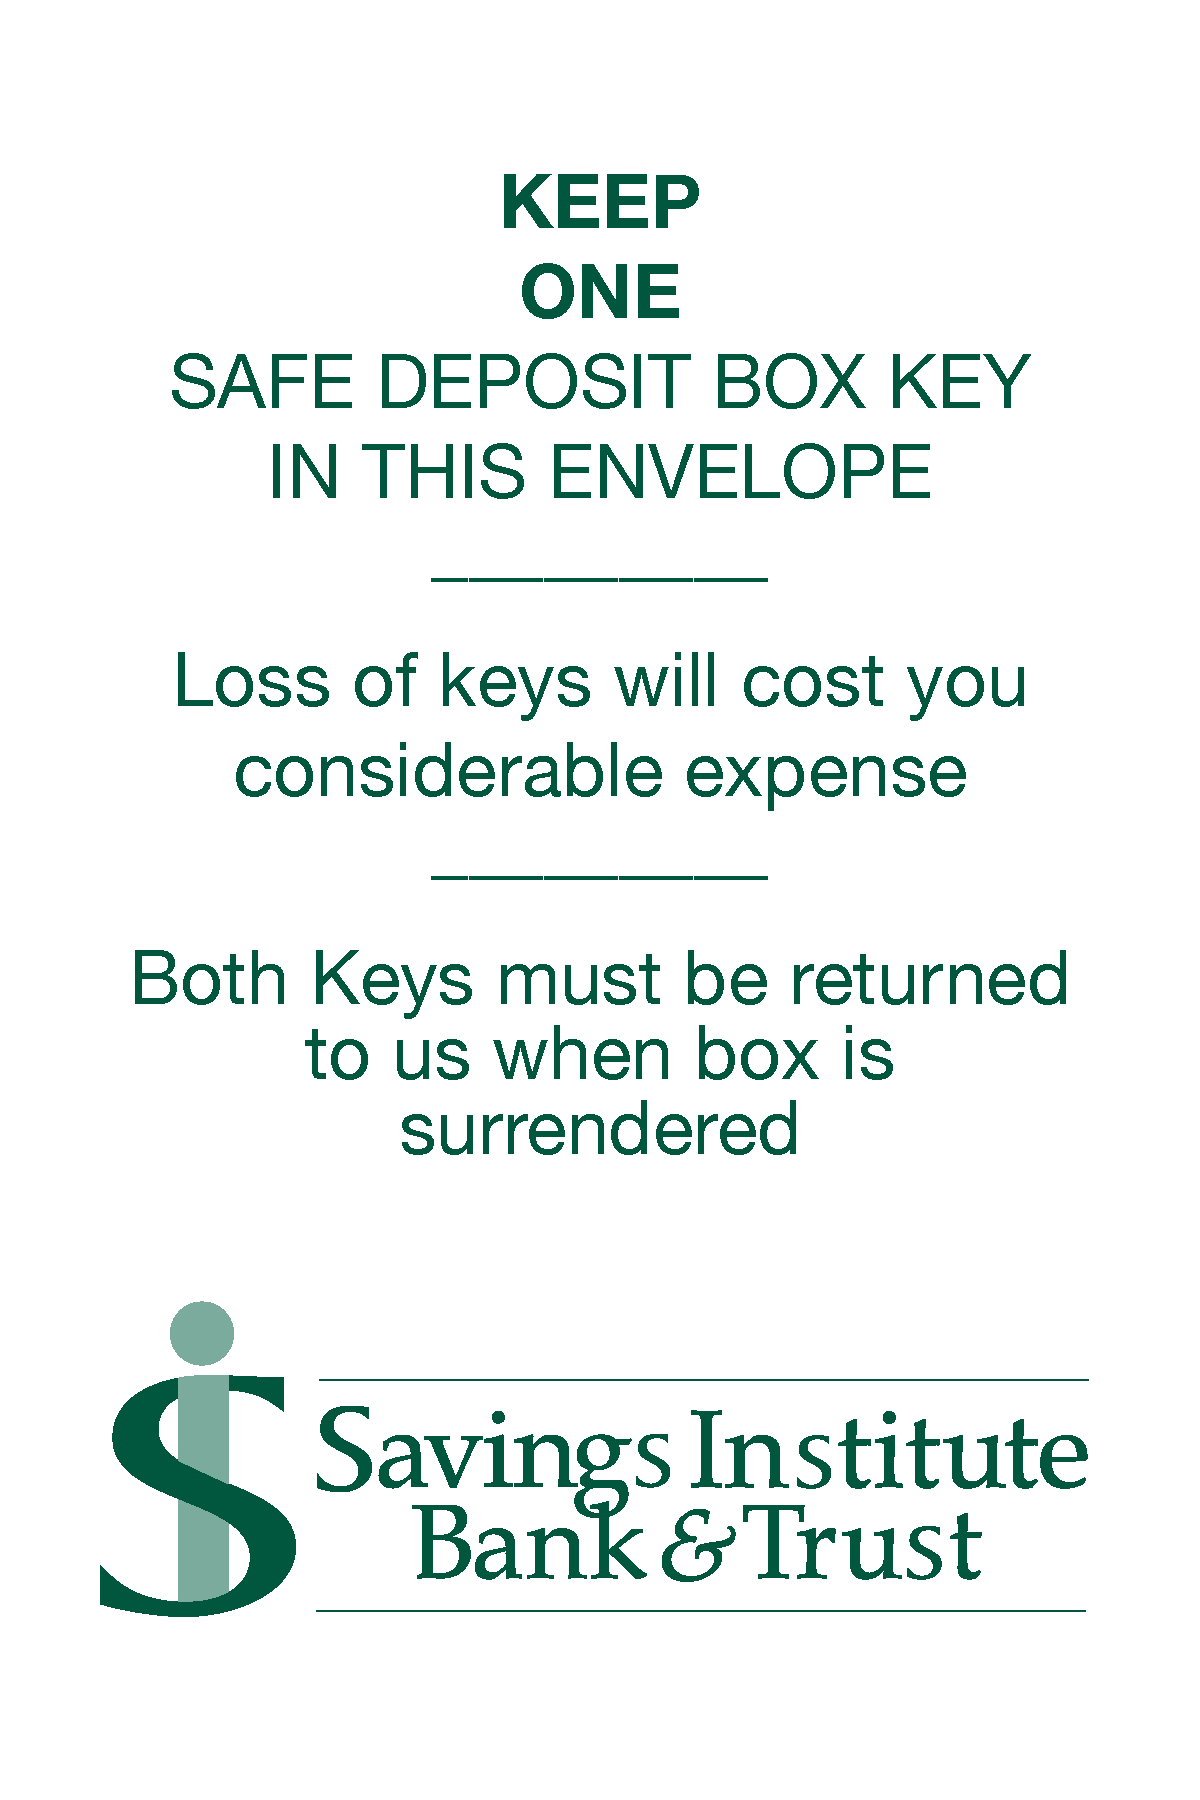 KEEP
ONE
SAFE DEPOSIT BOX KEY
IN THIS ENVELOPE
Loss of keys will cost you
considerable expense
Both Keys must be returned
to us when box is
surrendered
Savings Institute
Bank & Trust